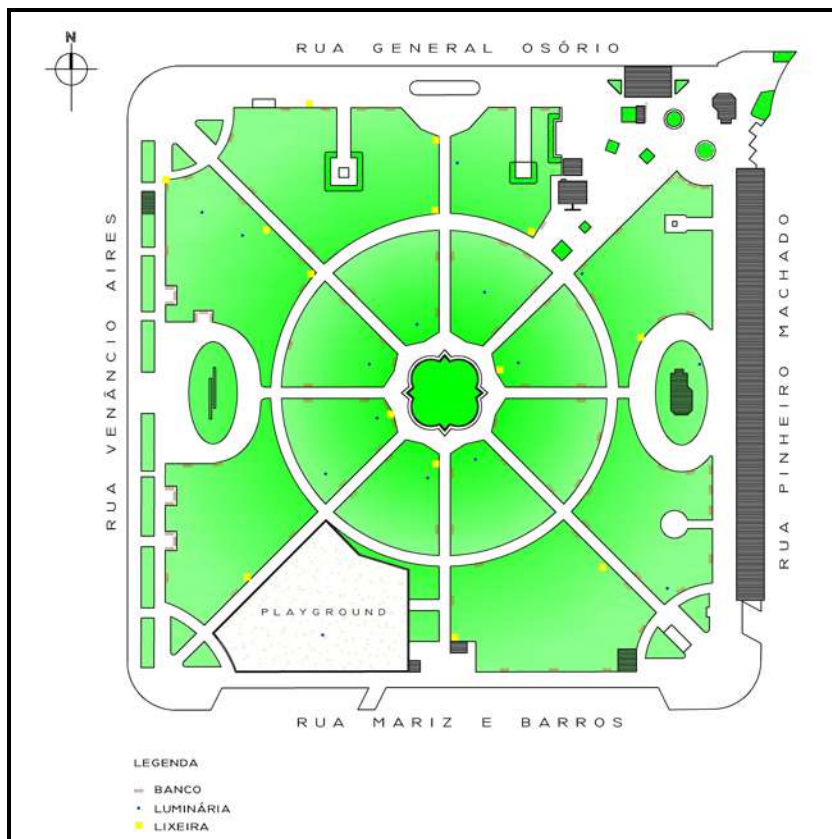 N
RUA GENERAL OSÓRIO
RUA VENÂNCIO AIRES
RUA PINHEIRO MACHADO
PLAYGROUND
RUA MARIZ E BARROS
LEGENDA
BANCO
LUMINÁRIA
LIXEIRA